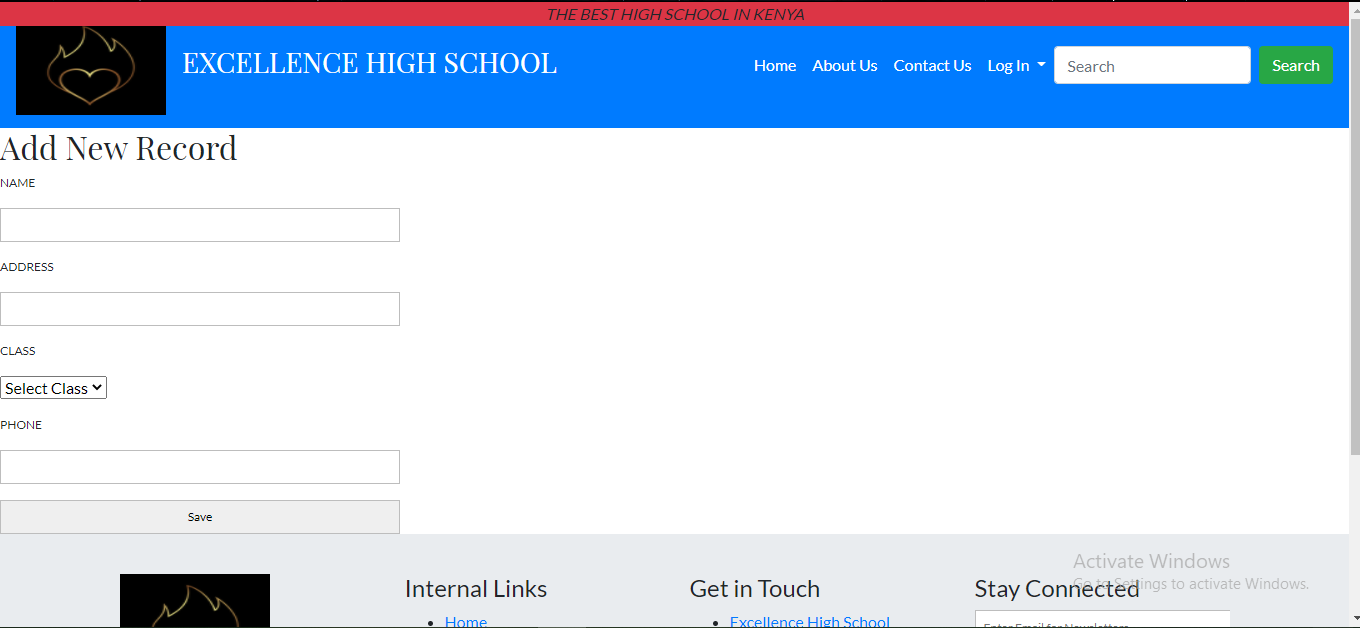 THE BEST HIGH SCHOOL IN KENYA
EXCELLENCE HIGH SCHOOL
Home About Us Contact Us Log In Search Search
Add New Record
NAME
ADDRESS
CLASS
Select Class
PHONE
Save
Activate Windows
Go to Settings to activate Windows.
Internal Links Get in Touch Stay Connected
Home Excellence High School Enter Email for Newsletters